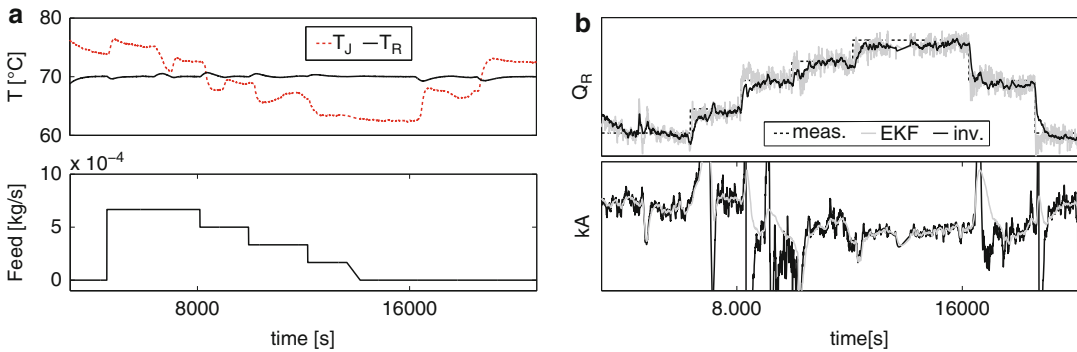 a
80
70
60
T [°C]
T_J T_R
x 10⁻⁴
10
5
0
Feed [kg/s]
8000 16000
time [s]
b
Q_R
meas. EKF inv.
kA
8.000 16000
time[s]